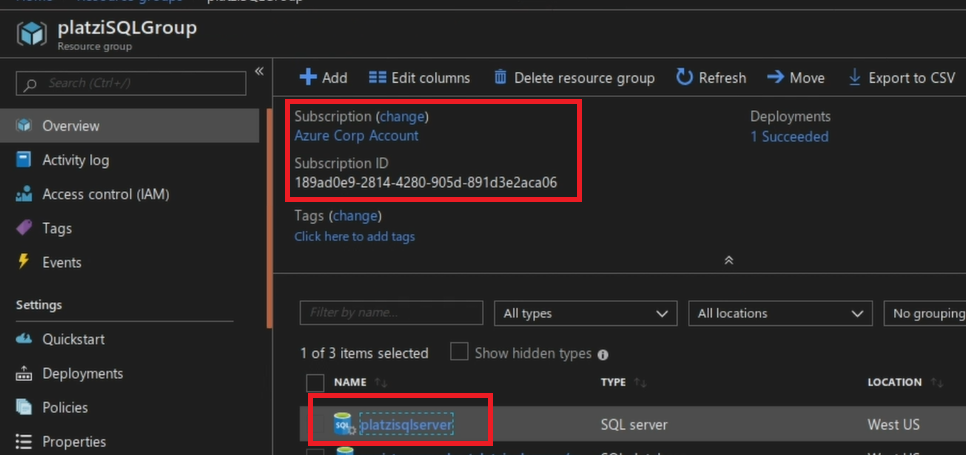 platziSQLGroup
platziSQLGroup
Resource group
Search (Ctrl+/)
Overview
Activity log
Access control (IAM)
Tags
Events
Settings
Quickstart
Deployments
Policies
Properties
Add
Edit columns
Delete resource group
Refresh
Move
Export to CSV
Subscription (change)
Azure Corp Account
Subscription ID
189ad0e9-2814-4280-905d-891d3e2aca06
Tags (change)
Click here to add tags
Deployments
1 Succeeded
Filter by name...
All types
All locations
No grouping
1 of 3 items selected
Show hidden types
NAME
TYPE
LOCATION
SQL platzisqlserver
SQL server
West US